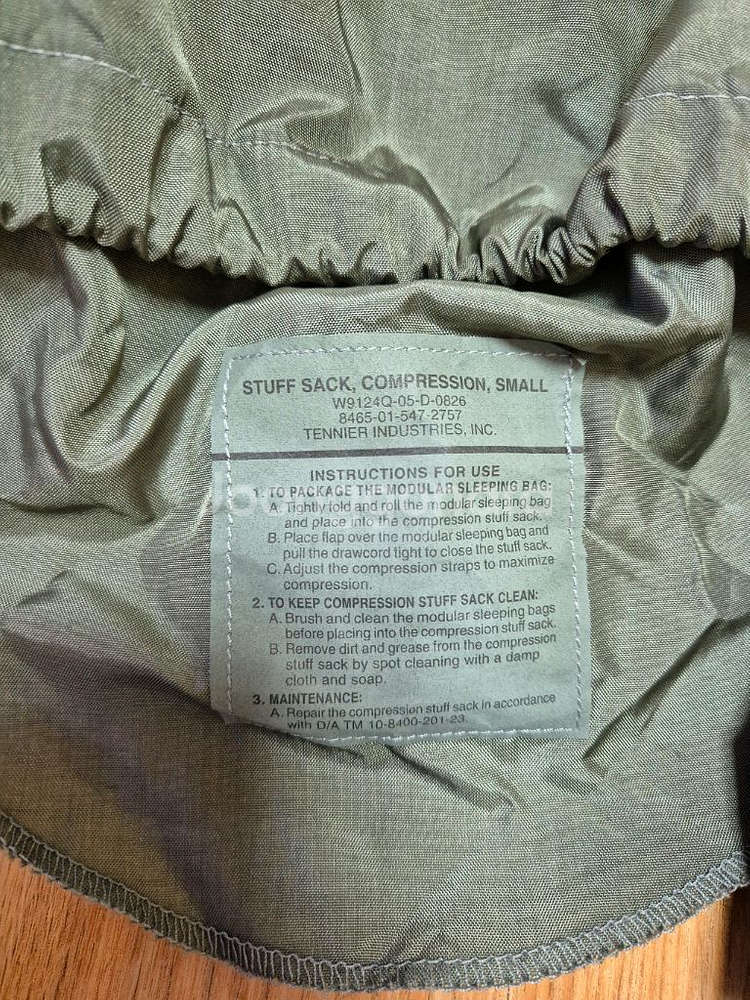 STUFF SACK, COMPRESSION, SMALL
W9124Q-05-D-0826
8465-01-547-2757
TENNIER INDUSTRIES, INC.
INSTRUCTIONS FOR USE
1. TO PACKAGE THE MODULAR SLEEPING BAG:
A. Tightly fold and roll the modular sleeping bag
and place into the compression stuff sack.
B. Place flap over the modular sleeping bag and
pull the drawcord tight to close the stuff sack.
C. Adjust the compression straps to maximize
compression.
2. TO KEEP COMPRESSION STUFF SACK CLEAN:
A. Brush and clean the modular sleeping bags
before placing into the compression stuff sack.
B. Remove dirt and grease from the compression
stuff sack by spot cleaning with a damp
cloth and soap.
3. MAINTENANCE:
A. Repair the compression stuff sack in accordance
with D/A TM 10-8400-201-23.